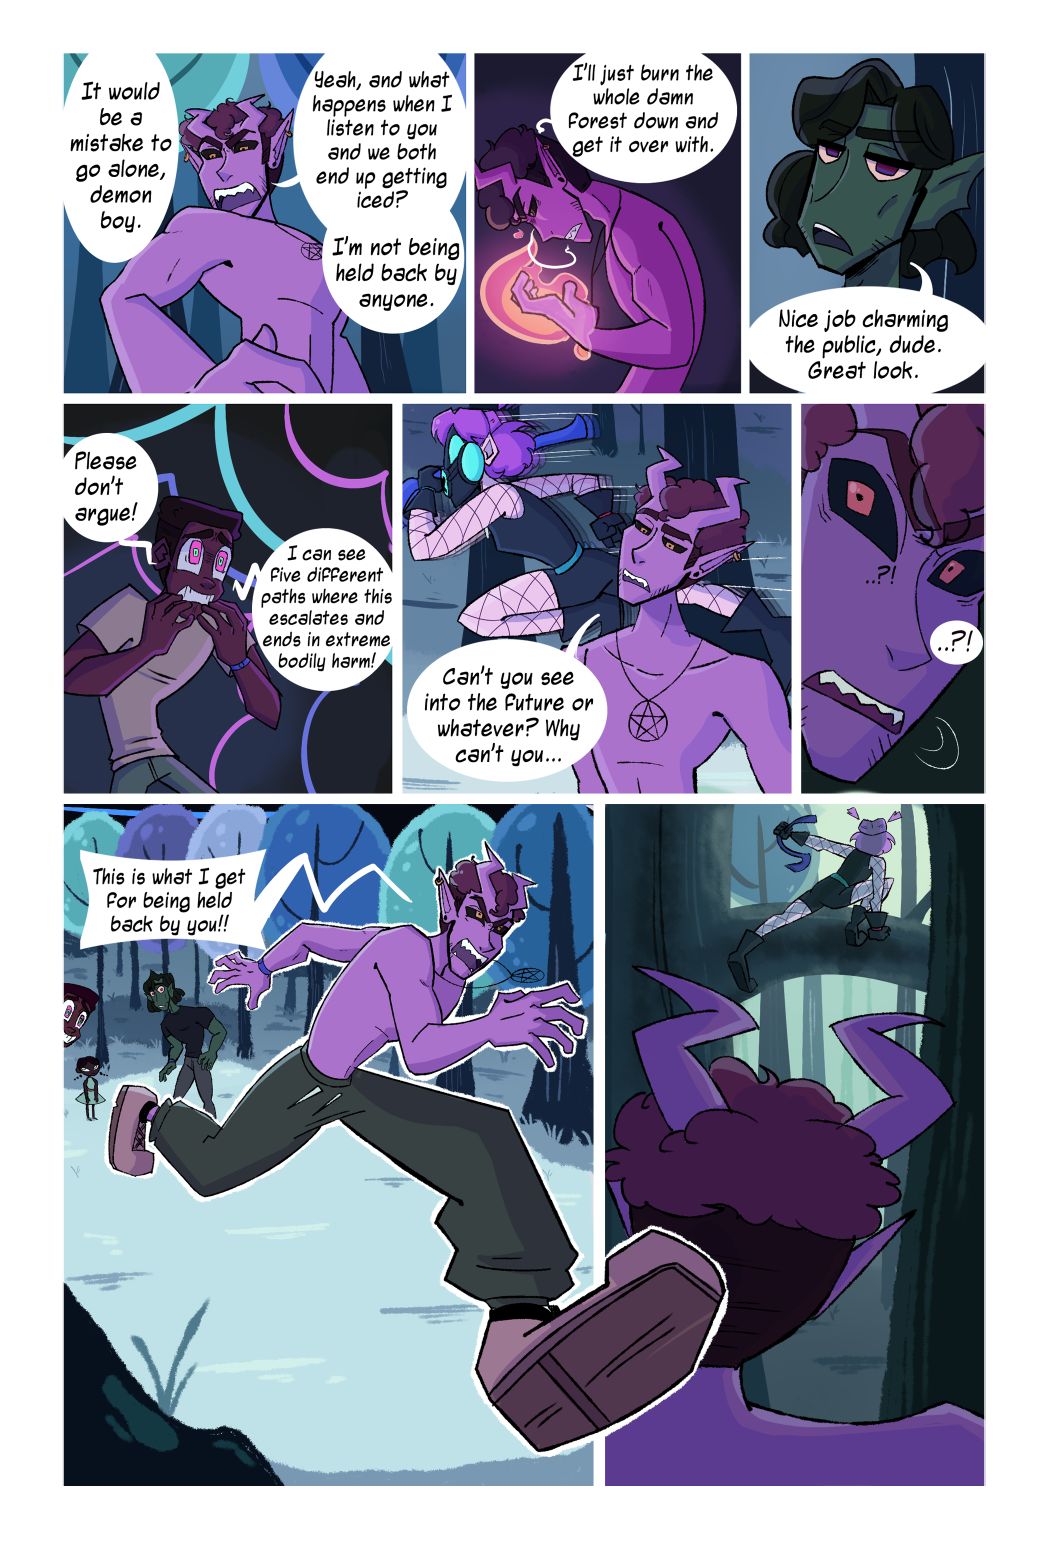 It would
be a
mistake to
go alone,
demon
boy.
Yeah, and what
happens when I
listen to you
and we both
end up getting
iced?
I'm not being
held back by
anyone.
I'll just burn the
whole damn
forest down and
get it over with.
Nice job charming
the public, dude.
Great look.
Please
don't
argue!
I can see
five different
paths where this
escalates and
ends in extreme
bodily harm!
Can't you see
into the future or
whatever? Why
can't you...
..?!
..?!
This is what I get
for being held
back by you!!